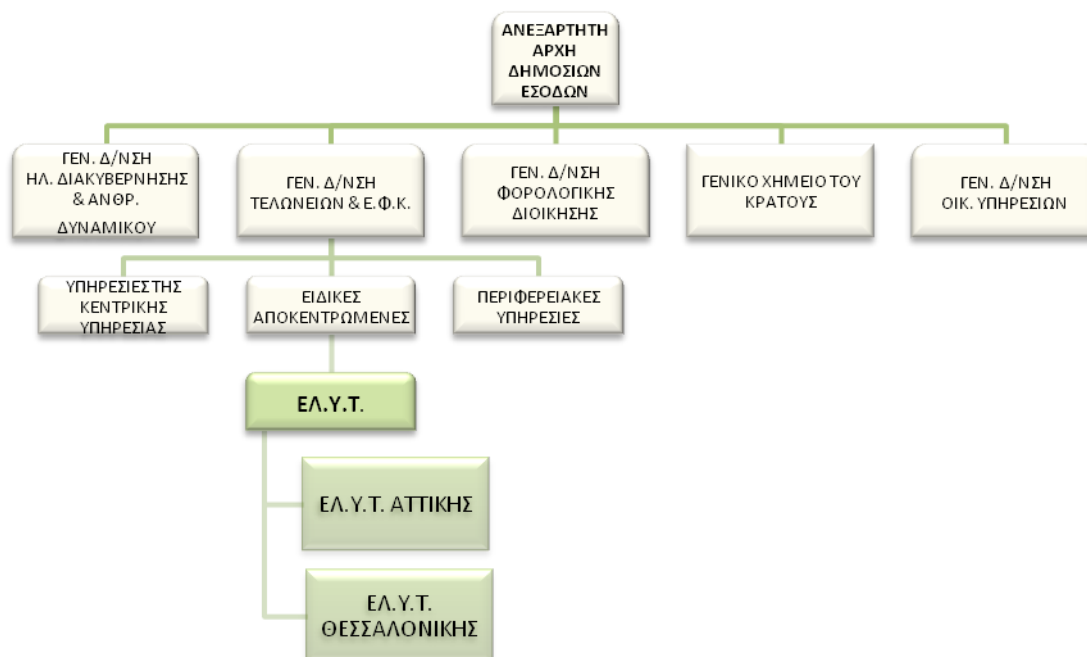 ΑΝΕΞΑΡΤΗΤΗ
ΑΡΧΗ
ΔΗΜΟΣΙΩΝ
ΕΣΟΔΩΝ
ΓΕΝ. Δ/ΝΣΗ
ΗΛ. ΔΙΑΚΥΒΕΡΝΗΣΗΣ
& ΑΝΘΡ.
ΔΥΝΑΜΙΚΟΥ
ΓΕΝ. Δ/ΝΣΗ
ΤΕΛΩΝΕΙΩΝ & Ε.Φ.Κ.
ΓΕΝ. Δ/ΝΣΗ
ΦΟΡΟΛΟΓΙΚΗΣ
ΔΙΟΙΚΗΣΗΣ
ΓΕΝΙΚΟ ΧΗΜΕΙΟ ΤΟΥ
ΚΡΑΤΟΥΣ
ΓΕΝ. Δ/ΝΣΗ
ΟΙΚ. ΥΠΗΡΕΣΙΩΝ
ΥΠΗΡΕΣΙΕΣ ΤΗΣ
ΚΕΝΤΡΙΚΗΣ
ΥΠΗΡΕΣΙΑΣ
ΕΙΔΙΚΕΣ
ΑΠΟΚΕΝΤΡΩΜΕΝΕΣ
ΠΕΡΙΦΕΡΕΙΑΚΕΣ
ΥΠΗΡΕΣΙΕΣ
ΕΛ.Υ.Τ.
ΕΛ.Υ.Τ. ΑΤΤΙΚΗΣ
ΕΛ.Υ.Τ.
ΘΕΣΣΑΛΟΝΙΚΗΣ